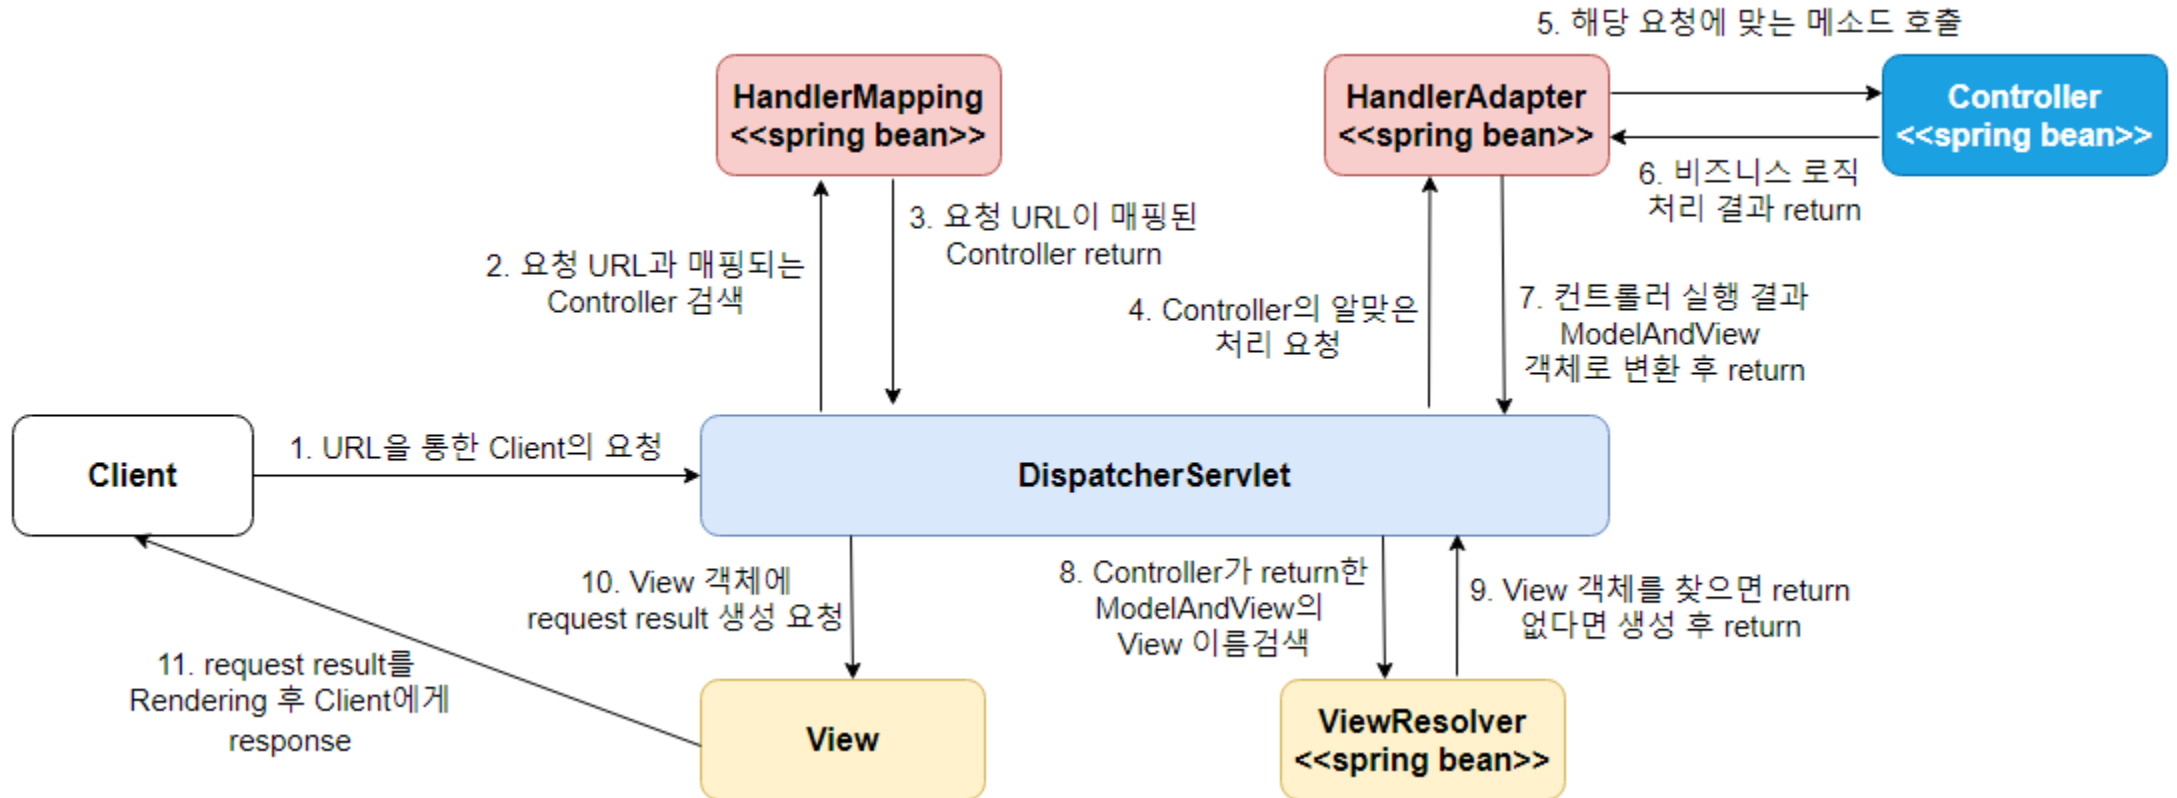 5. 해당 요청에 맞는 메소드 호출
HandlerMapping
<<spring bean>>
HandlerAdapter
<<spring bean>>
Controller
<<spring bean>>
6. 비즈니스 로직
처리 결과 return
3. 요청 URL이 매핑된
Controller return
2. 요청 URL과 매핑되는
Controller 검색
4. Controller의 알맞은
처리 요청
7. 컨트롤러 실행 결과
ModelAndView
객체로 변환 후 return
Client
1. URL을 통한 Client의 요청
DispatcherServlet
10. View 객체에
request result 생성 요청
8. Controller가 return한
ModelAndView의
View 이름검색
9. View 객체를 찾으면 return
없다면 생성 후 return
11. request result를
Rendering 후 Client에게
response
View
ViewResolver
<<spring bean>>